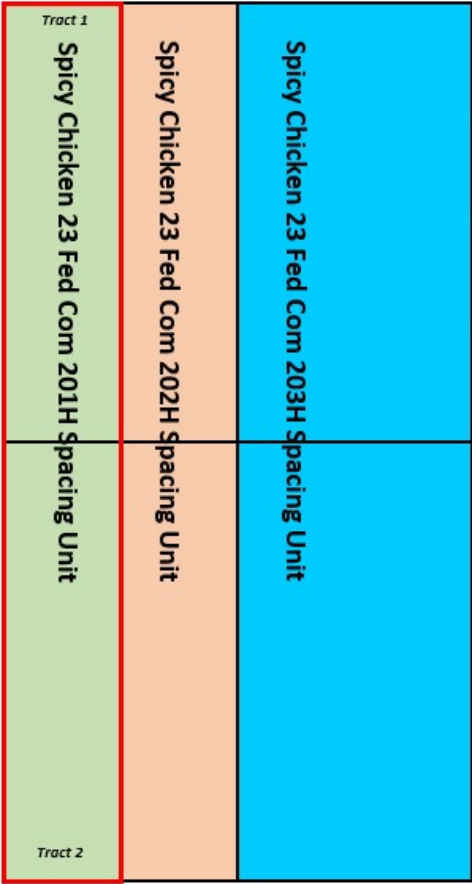 Tract 1
Spicy Chicken 23 Fed Com 201H Spacing Unit
Spicy Chicken 23 Fed Com 202H Spacing Unit
Spicy Chicken 23 Fed Com 203H Spacing Unit
Tract 2